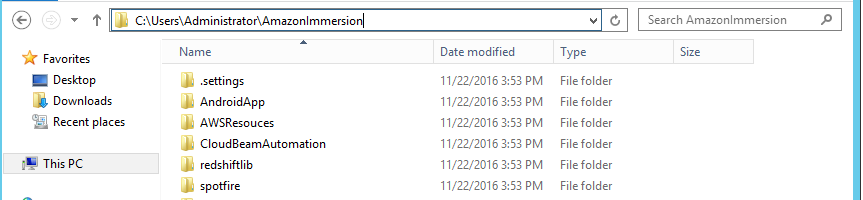 C:\Users\Administrator\AmazonImmersion
Search AmazonImmersion
Name Date modified Type Size
Favorites
Desktop
Downloads
Recent places
This PC
.settings 11/22/2016 3:53 PM File folder
AndroidApp 11/22/2016 3:53 PM File folder
AWSResouces 11/22/2016 3:53 PM File folder
CloudBeamAutomation 11/22/2016 3:53 PM File folder
redshiftlib 11/22/2016 3:53 PM File folder
spotfire 11/22/2016 3:53 PM File folder